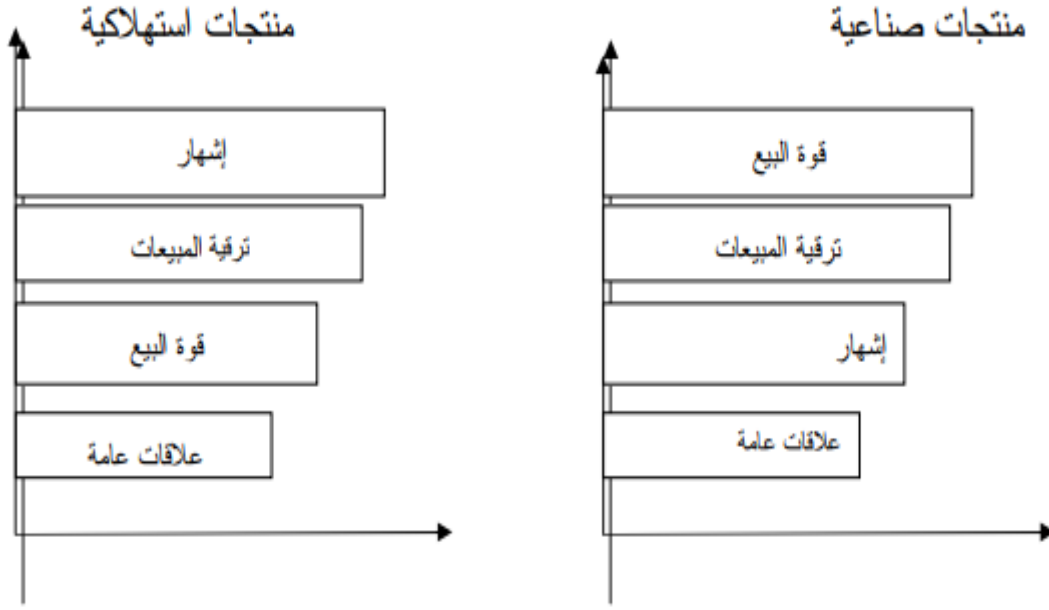 منتجات صناعية
قوة البيع
ترقية المبيعات
إشهار
علاقات عامة
منتجات استهلاكية
إشهار
ترقية المبيعات
قوة البيع
علاقات عامة